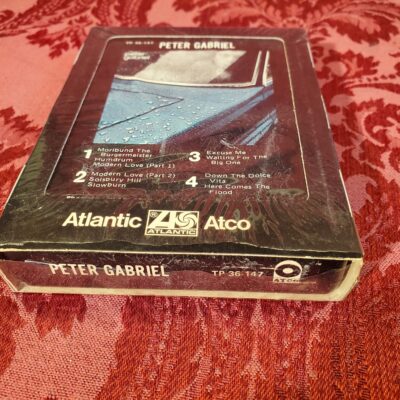 TP 36 147 PETER GABRIEL
peter gabriel
1 Moribund The
Burgermeister
Humdrum
Modern Love (Part 1)
3 Excuse Me
Waiting For The
Big One
2 Modern Love (Part 2)
Solsbury Hill
Slowburn
4 Down The Dolce
Vita
Here Comes The
Flood
Atlantic ATLANTIC Atco
PETER GABRIEL TP 36 147